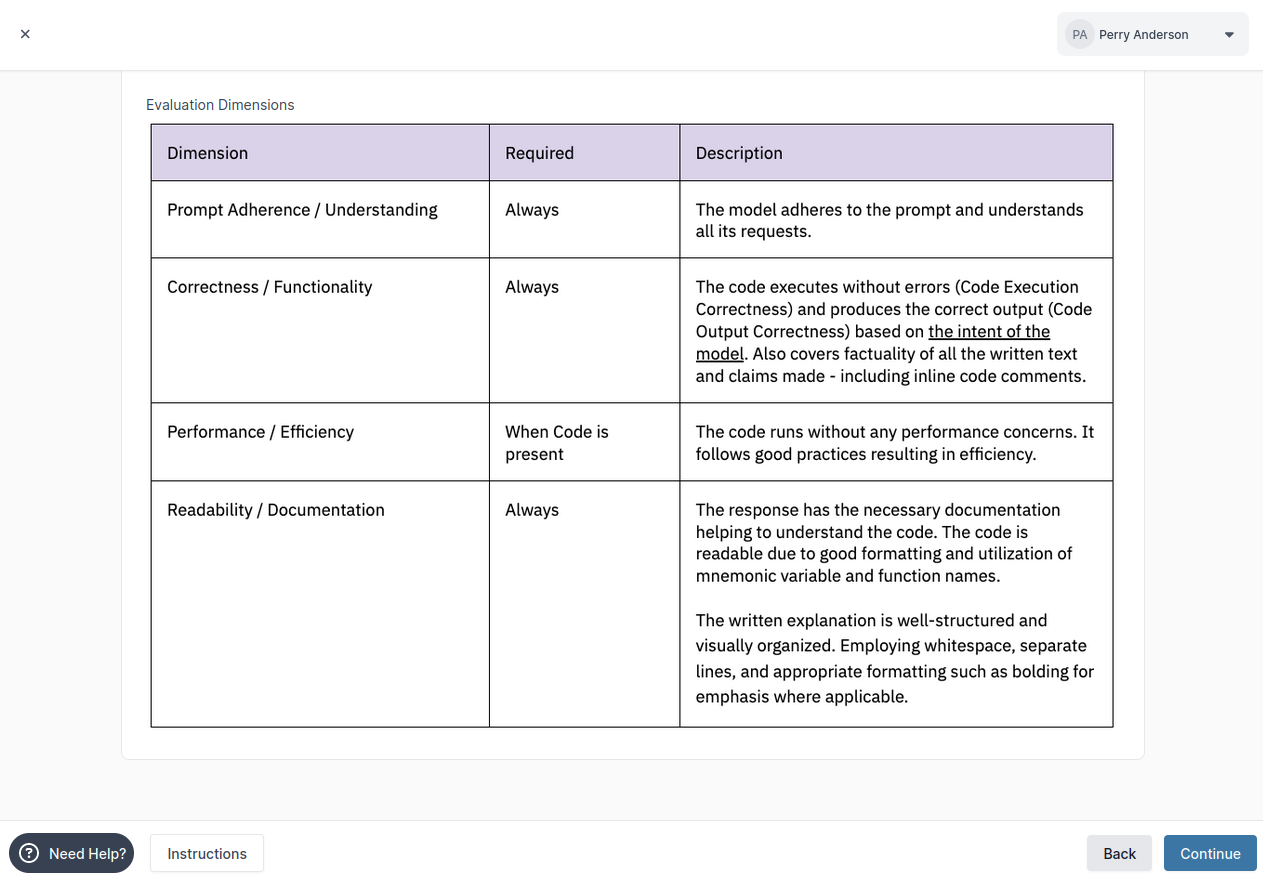 ×
PA Perry Anderson
Evaluation Dimensions
Dimension Required Description
Prompt Adherence / Understanding Always The model adheres to the prompt and understands
all its requests.
Correctness / Functionality Always The code executes without errors (Code Execution
Correctness) and produces the correct output (Code
Output Correctness) based on the intent of the
model. Also covers factuality of all the written text
and claims made - including inline code comments.
Performance / Efficiency When Code is The code runs without any performance concerns. It
present follows good practices resulting in efficiency.
Readability / Documentation Always The response has the necessary documentation
helping to understand the code. The code is
readable due to good formatting and utilization of
mnemonic variable and function names.
The written explanation is well-structured and
visually organized. Employing whitespace, separate
lines, and appropriate formatting such as bolding for
emphasis where applicable.
? Need Help? Instructions Back Continue